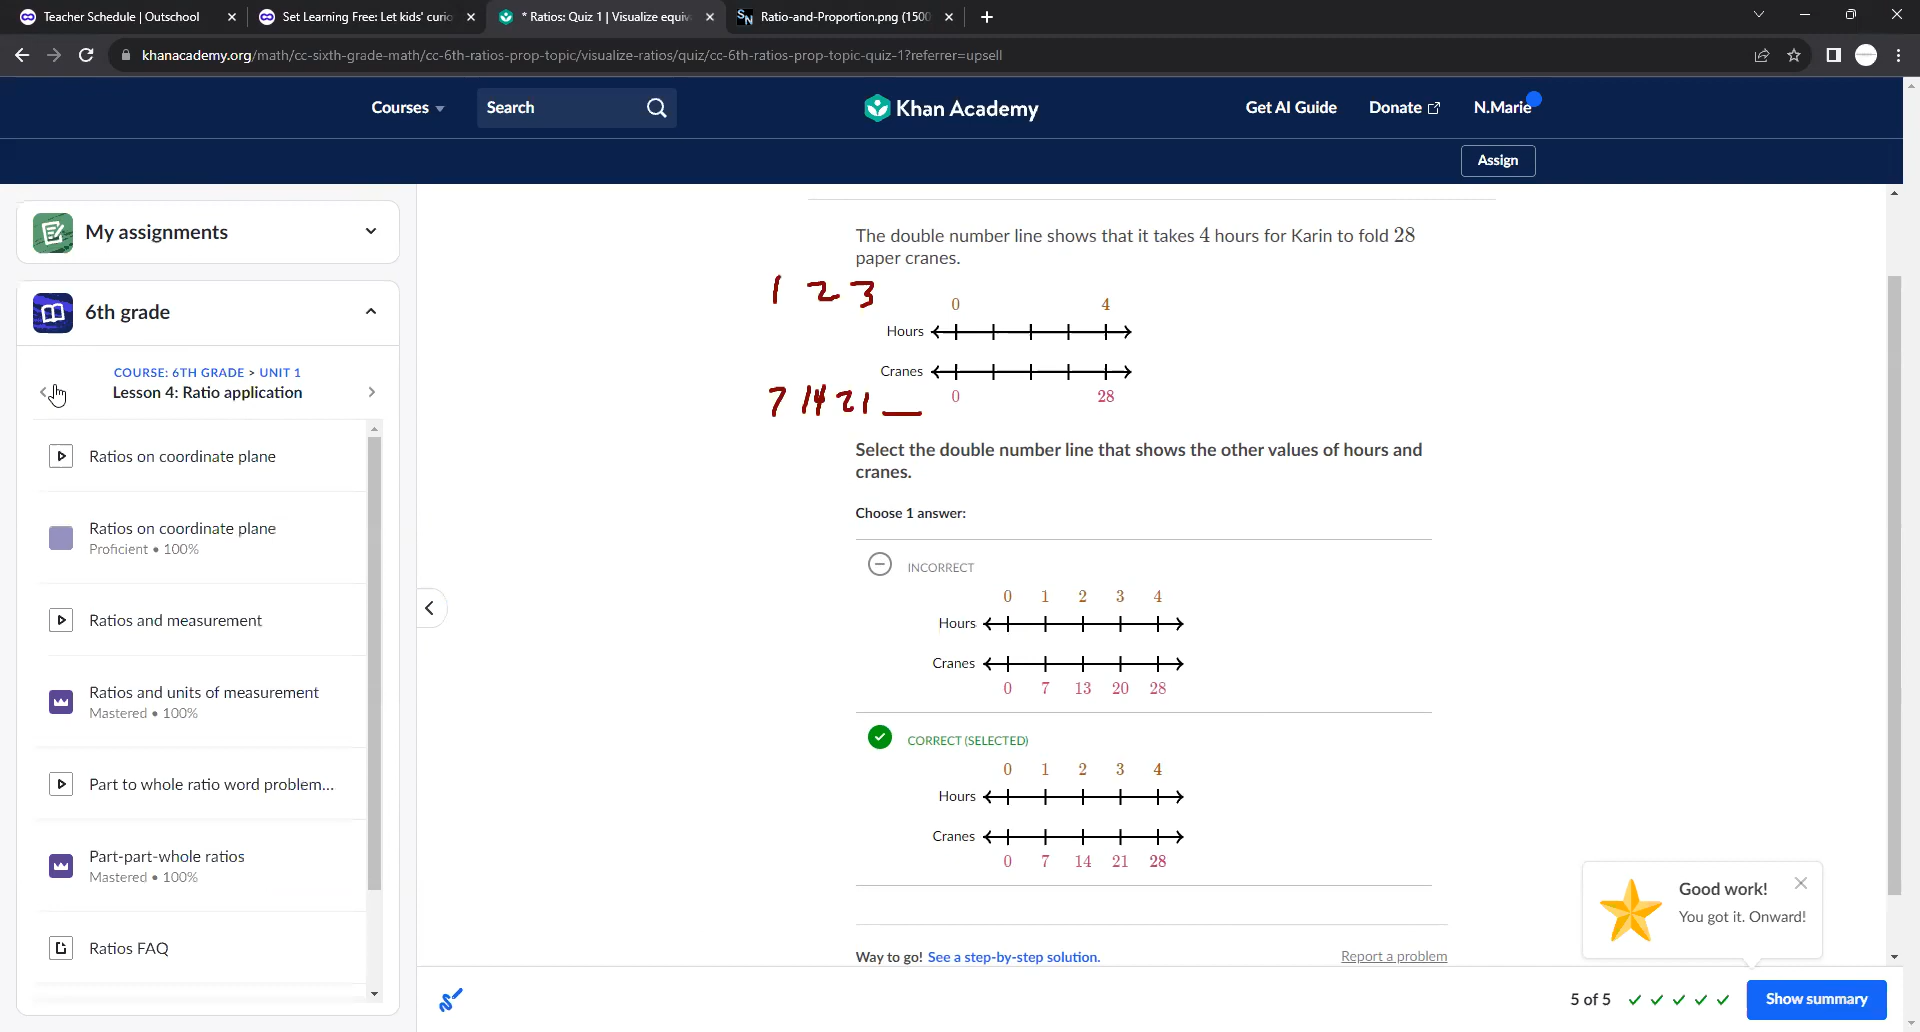 Teacher Schedule | Outschool
Set Learning Free: Let kids' curio
* Ratios: Quiz 1 | Visualize equiv
Ratio-and-Proportion.png (1500
khanacademy.org/math/cc-sixth-grade-math/cc-6th-ratios-prop-topic/visualize-ratios/quiz/cc-6th-ratios-prop-topic-quiz-1?referrer=upsell
Courses
Search
Khan Academy
Get AI Guide
Donate
N.Marie
Assign
My assignments
6th grade
COURSE: 6TH GRADE > UNIT 1
Lesson 4: Ratio application
Ratios on coordinate plane
Ratios on coordinate plane
Proficient • 100%
Ratios and measurement
Ratios and units of measurement
Mastered • 100%
Part to whole ratio word problem...
Part-part-whole ratios
Mastered • 100%
Ratios FAQ
The double number line shows that it takes 4 hours for Karin to fold 28
paper cranes.
1 2 3
0 4
Hours
Cranes
7 14 21 __
0 28
Select the double number line that shows the other values of hours and
cranes.
Choose 1 answer:
INCORRECT
0 1 2 3 4
Hours
Cranes
0 7 13 20 28
CORRECT (SELECTED)
0 1 2 3 4
Hours
Cranes
0 7 14 21 28
Way to go! See a step-by-step solution.
Report a problem
Good work!
You got it. Onward!
5 of 5
Show summary